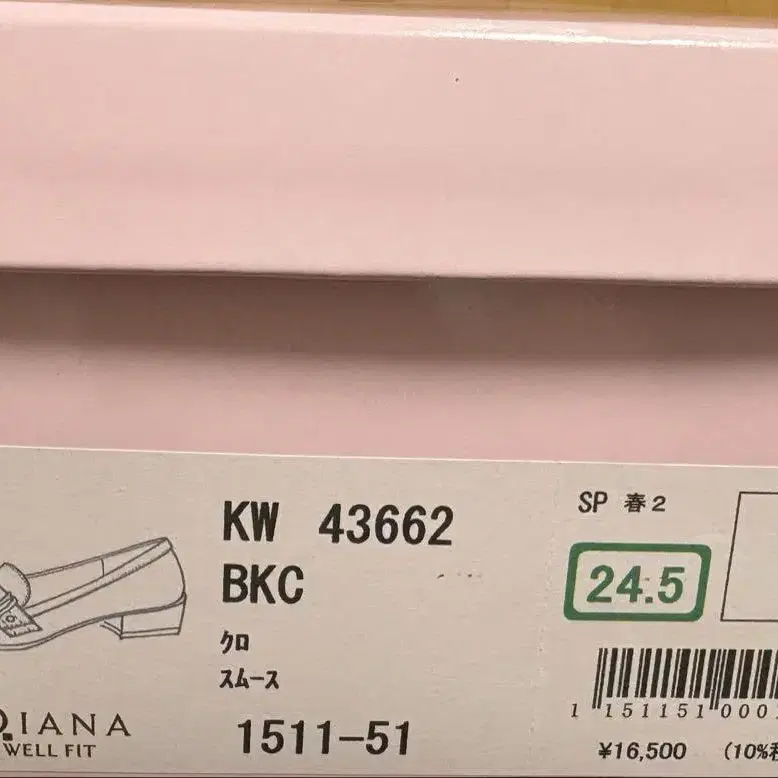 KW 43662
BKC
クロ
スムース
1511-51
DIANA
WELL FIT
SP 春2
24.5
1 151151 000
¥16,500 (10%税